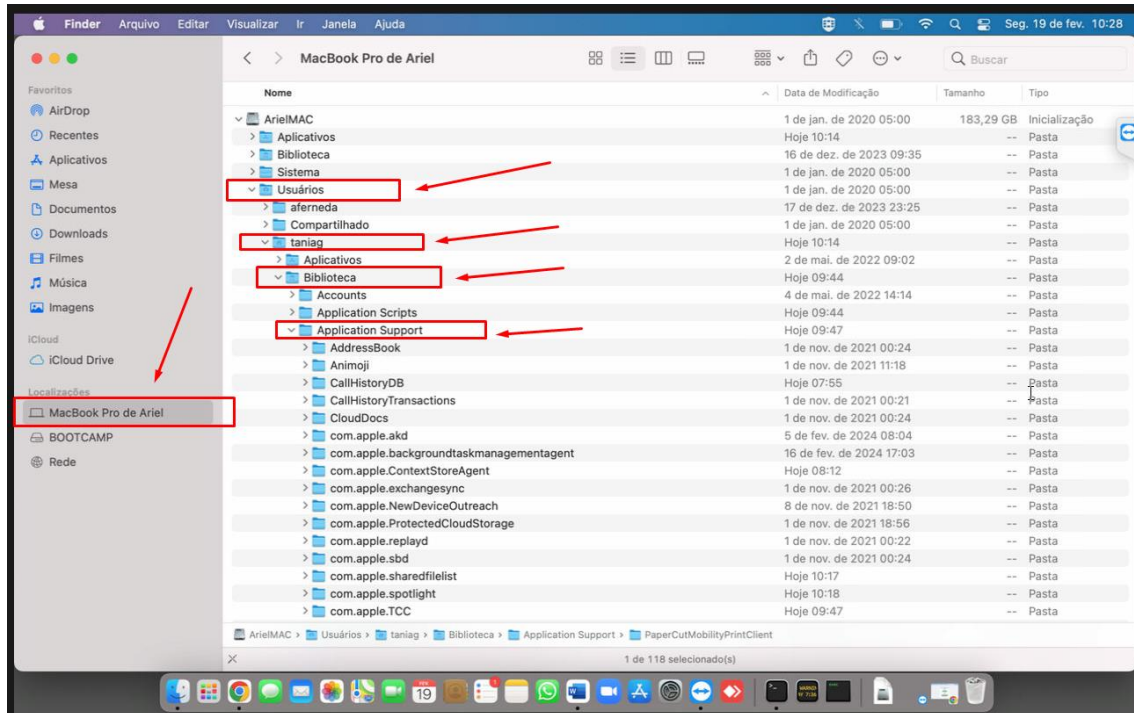 Finder Arquivo Editar Visualizar Ir Janela Ajuda Seg. 19 de fev. 10:28
MacBook Pro de Ariel Buscar
Favoritos
AirDrop
Recentes
Aplicativos
Mesa
Documentos
Downloads
Filmes
Música
Imagens
iCloud
iCloud Drive
Localizações
MacBook Pro de Ariel
BOOTCAMP
Rede
Nome Data de Modificação Tamanho Tipo
ArielMAC 1 de jan. de 2020 05:00 183,29 GB Inicialização
Aplicativos Hoje 10:14 -- Pasta
Biblioteca 16 de dez. de 2023 09:35 -- Pasta
Sistema 1 de jan. de 2020 05:00 -- Pasta
Usuários 1 de jan. de 2020 05:00 -- Pasta
aferneda 17 de dez. de 2023 23:25 -- Pasta
Compartilhado 1 de jan. de 2020 05:00 -- Pasta
taniag Hoje 10:14 -- Pasta
Aplicativos 2 de mai. de 2022 09:02 -- Pasta
Biblioteca Hoje 09:44 -- Pasta
Accounts 4 de mai. de 2022 14:14 -- Pasta
Application Scripts Hoje 09:44 -- Pasta
Application Support Hoje 09:47 -- Pasta
AddressBook 1 de nov. de 2021 00:24 -- Pasta
Animoji 1 de nov. de 2021 11:18 -- Pasta
CallHistoryDB Hoje 07:55 -- Pasta
CallHistoryTransactions 1 de nov. de 2021 00:21 -- Pasta
CloudDocs 1 de nov. de 2021 00:24 -- Pasta
com.apple.akd 5 de fev. de 2024 08:04 -- Pasta
com.apple.backgroundtaskmanagementagent 16 de fev. de 2024 17:03 -- Pasta
com.apple.ContextStoreAgent Hoje 08:12 -- Pasta
com.apple.exchangesync 1 de nov. de 2021 00:26 -- Pasta
com.apple.NewDeviceOutreach 8 de nov. de 2021 18:50 -- Pasta
com.apple.ProtectedCloudStorage 1 de nov. de 2021 18:56 -- Pasta
com.apple.replayd 1 de nov. de 2021 00:22 -- Pasta
com.apple.sbd 1 de nov. de 2021 00:24 -- Pasta
com.apple.sharedfilelist Hoje 10:17 -- Pasta
com.apple.spotlight Hoje 10:18 -- Pasta
com.apple.TCC Hoje 09:47 -- Pasta
ArielMAC > Usuários > taniag > Biblioteca > Application Support > PaperCutMobilityPrintClient
1 de 118 selecionado(s)
19